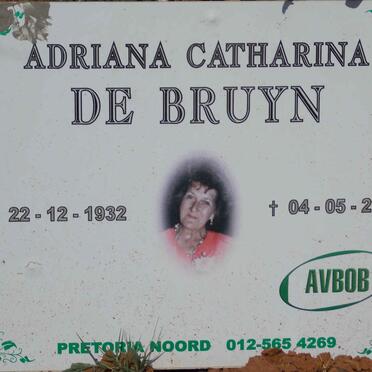 ADRIANA CATHARINA
DE BRUYN
22 - 12 - 1932 † 04 - 05 - 2
AVBOB
PRETORIA NOORD 012-565 4269